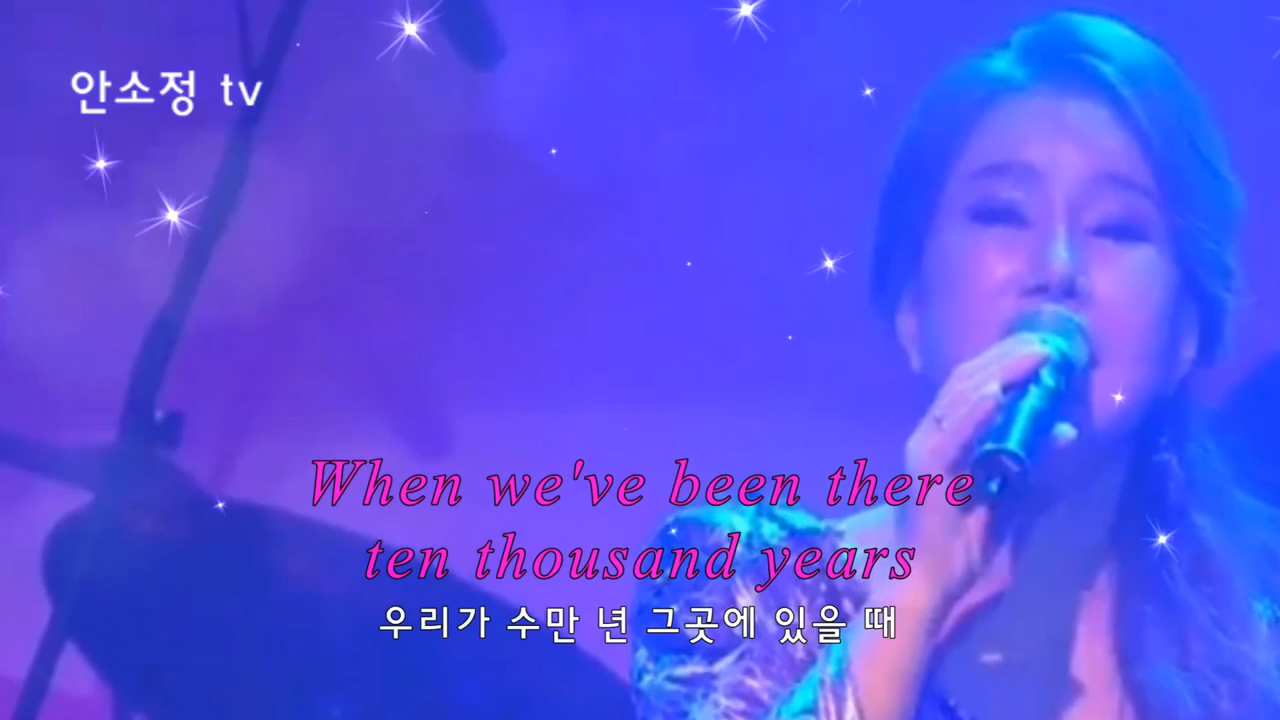 안소정 tv
When we've been there
ten thousand years
우리가 수만 년 그곳에 있을 때